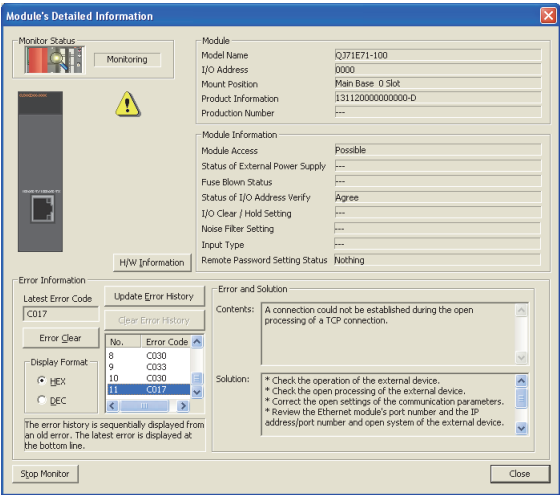 Module's Detailed Information
Monitor Status
Monitoring
Module
Model Name QJ71E71-100
I/O Address 0000
Mount Position Main Base 0 Slot
Product Information 131120000000000-D
Production Number ---
Module Information
Module Access Possible
Status of External Power Supply ---
Fuse Blown Status ---
Status of I/O Address Verify Agree
I/O Clear / Hold Setting ---
Noise Filter Setting ---
Input Type ---
Remote Password Setting Status Nothing
H/W Information
Error Information
Latest Error Code
C017
Error Clear
Display Format
HEX
DEC
Update Error History
Clear Error History
No. Error Code
8 C030
9 C033
10 C030
11 C017
The error history is sequentially displayed from
an old error. The latest error is displayed at
the bottom line.
Error and Solution
Contents: A connection could not be established during the open
processing of a TCP connection.
Solution: * Check the operation of the external device.
* Check the open processing of the external device.
* Correct the open settings of the communication parameters.
* Review the Ethernet module's port number and the IP
address/port number and open system of the external device.
Stop Monitor
Close